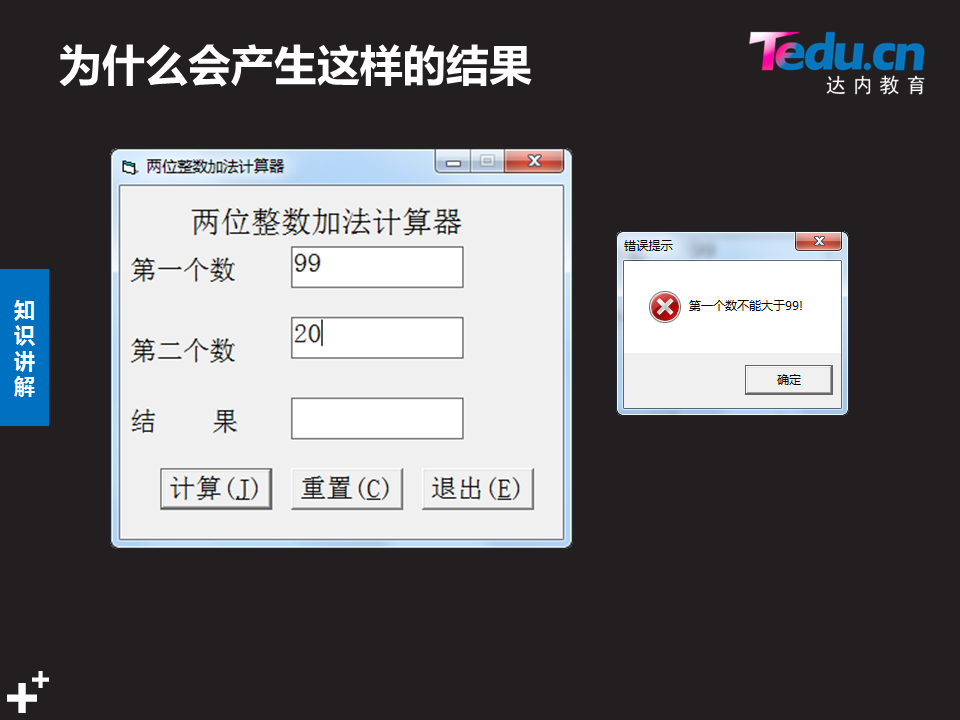 为什么会产生这样的结果
Tedu.cn
达内教育
两位整数加法计算器
两位整数加法计算器
第一个数 99
第二个数 20
结 果
计算(J) 重置(C) 退出(E)
错误提示
第一个数不能大于99!
确定
知识讲解